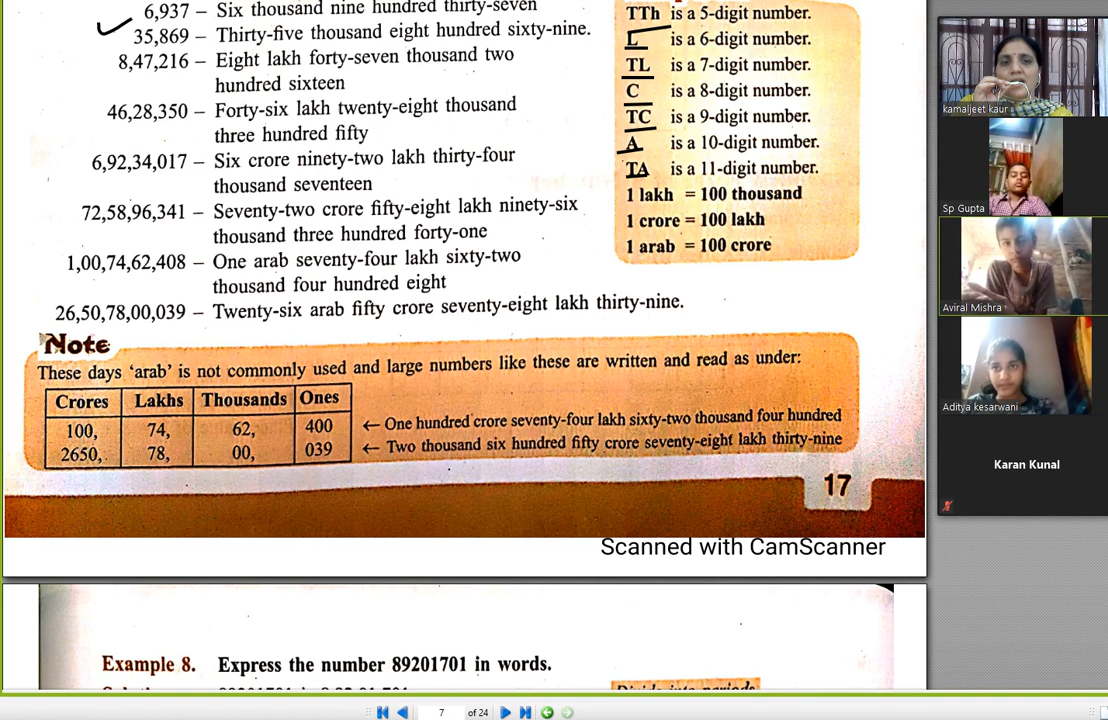 6,937 – Six thousand nine hundred thirty-seven
35,869 – Thirty-five thousand eight hundred sixty-nine.
8,47,216 – Eight lakh forty-seven thousand two
hundred sixteen
46,28,350 – Forty-six lakh twenty-eight thousand
three hundred fifty
6,92,34,017 – Six crore ninety-two lakh thirty-four
thousand seventeen
72,58,96,341 – Seventy-two crore fifty-eight lakh ninety-six
thousand three hundred forty-one
1,00,74,62,408 – One arab seventy-four lakh sixty-two
thousand four hundred eight
26,50,78,00,039 – Twenty-six arab fifty crore seventy-eight lakh thirty-nine.
TTh is a 5-digit number.
L is a 6-digit number.
TL is a 7-digit number.
C is a 8-digit number.
TC is a 9-digit number.
A is a 10-digit number.
TA is a 11-digit number.
1 lakh = 100 thousand
1 crore = 100 lakh
1 arab = 100 crore
Note
These days ‘arab’ is not commonly used and large numbers like these are written and read as under:
Crores Lakhs Thousands Ones
100, 74, 62, 400 ← One hundred crore seventy-four lakh sixty-two thousand four hundred
2650, 78, 00, 039 ← Two thousand six hundred fifty crore seventy-eight lakh thirty-nine
17
Scanned with CamScanner
Example 8. Express the number 89201701 in words.
7 of 24
kamaljeet kaur
Sp Gupta
Aviral Mishra
Aditya kesarwani
Karan Kunal